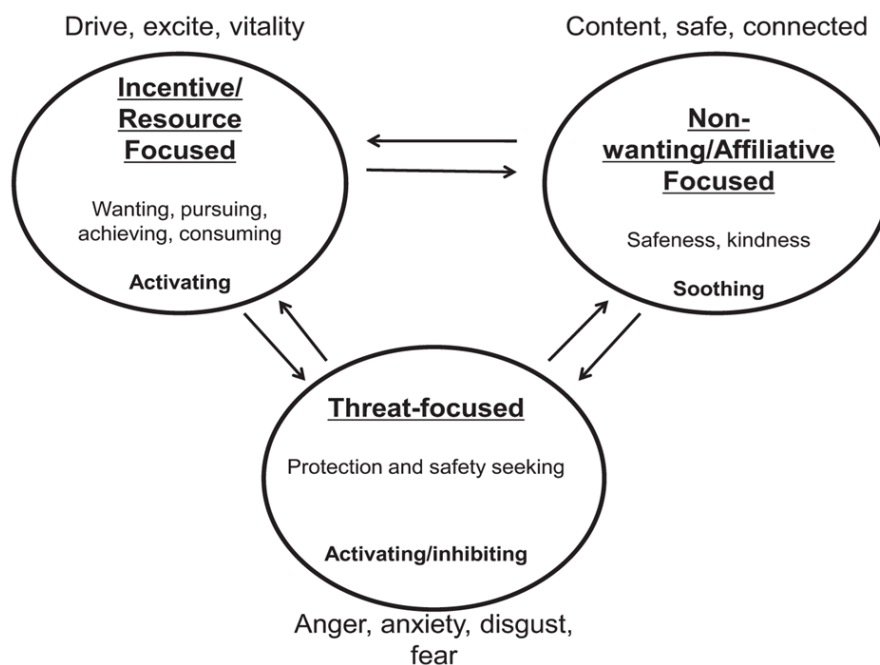 Drive, excite, vitality
Incentive/
Resource
Focused
Wanting, pursuing,
achieving, consuming
Activating
Content, safe, connected
Non-
wanting/Affiliative
Focused
Safeness, kindness
Soothing
Threat-focused
Protection and safety seeking
Activating/inhibiting
Anger, anxiety, disgust,
fear